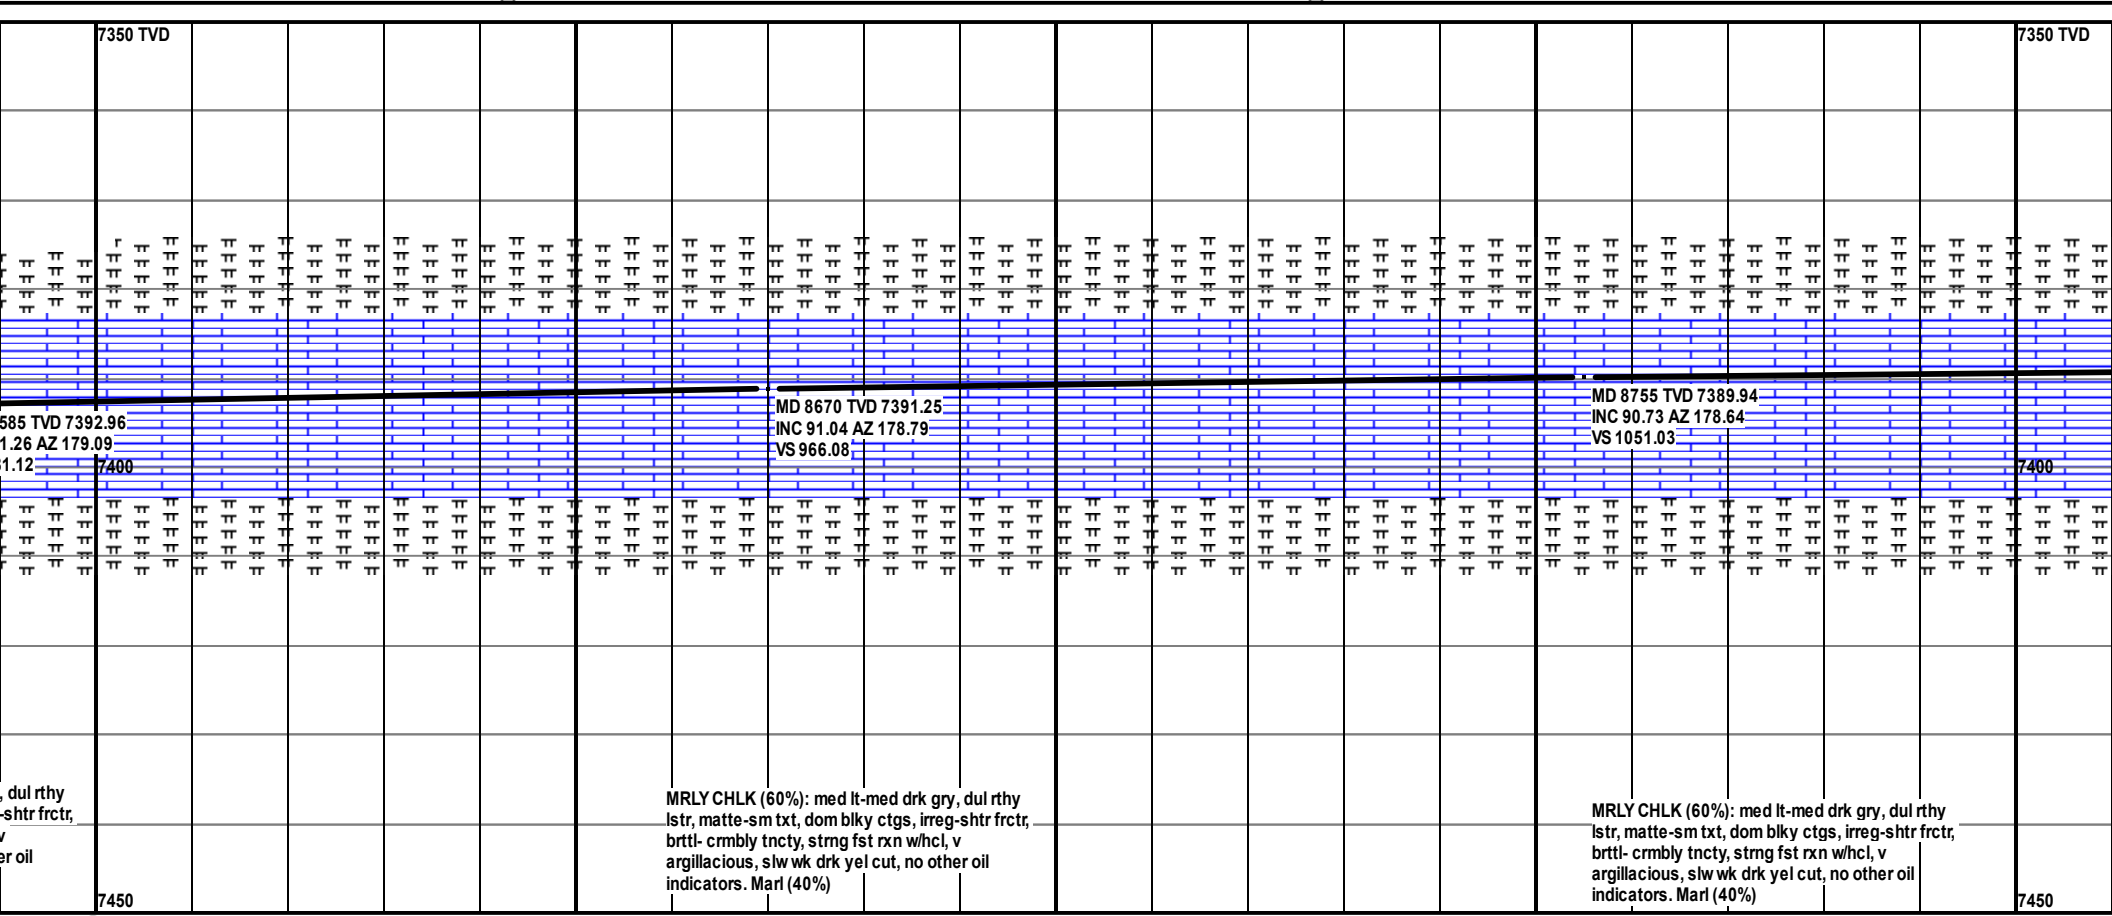 7350 TVD
7350 TVD
585 TVD 7392.96
1.26 AZ 179.09
31.12
7400
MD 8670 TVD 7391.25
INC 91.04 AZ 178.79
VS 966.08
MD 8755 TVD 7389.94
INC 90.73 AZ 178.64
VS 1051.03
7400
, dul rthy
-shtr frctr,
v
er oil
MRLY CHLK (60%): med lt-med drk gry, dul rthy
lstr, matte-sm txt, dom blky ctgs, irreg-shtr frctr,
brttl- crmbly tncty, strng fst rxn w/hcl, v
argillacious, slw wk drk yel cut, no other oil
indicators. Marl (40%)
MRLY CHLK (60%): med lt-med drk gry, dul rthy
lstr, matte-sm txt, dom blky ctgs, irreg-shtr frctr,
brttl- crmbly tncty, strng fst rxn w/hcl, v
argillacious, slw wk drk yel cut, no other oil
indicators. Marl (40%)
7450
7450